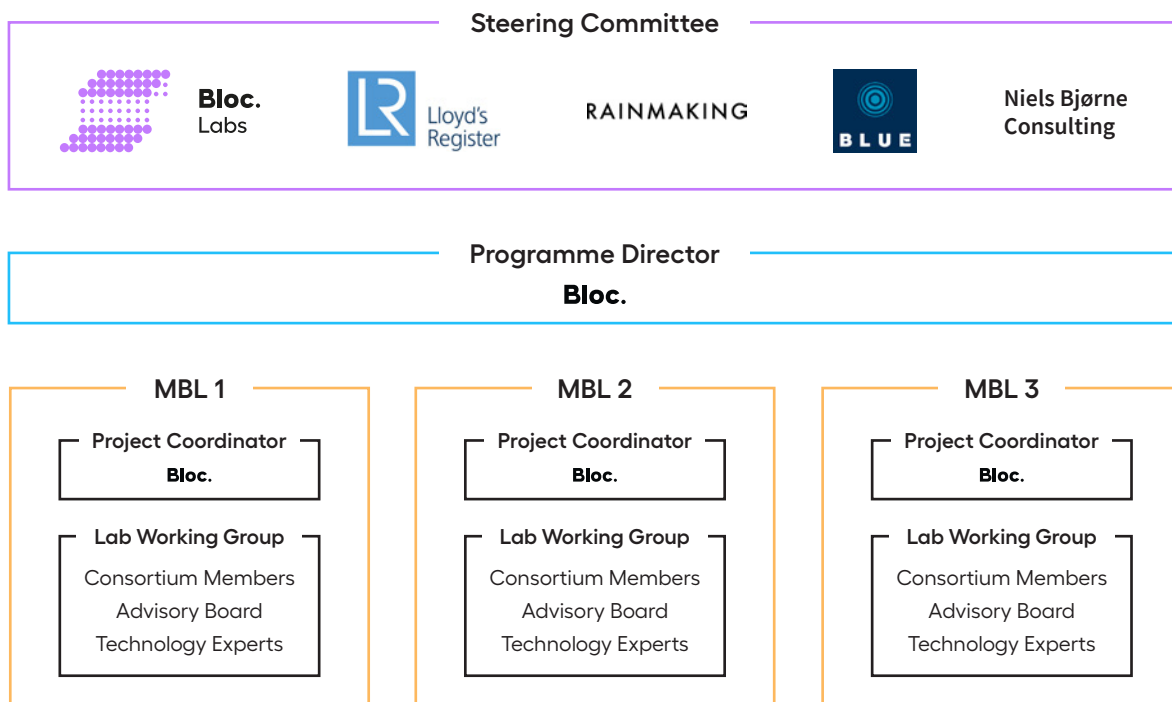 Steering Committee
Bloc.
Labs
LR
Lloyd's
Register
RAINMAKING
BLUE
Niels Bjørne
Consulting
Programme Director
Bloc.
MBL 1
Project Coordinator
Bloc.
Lab Working Group
Consortium Members
Advisory Board
Technology Experts
MBL 2
Project Coordinator
Bloc.
Lab Working Group
Consortium Members
Advisory Board
Technology Experts
MBL 3
Project Coordinator
Bloc.
Lab Working Group
Consortium Members
Advisory Board
Technology Experts